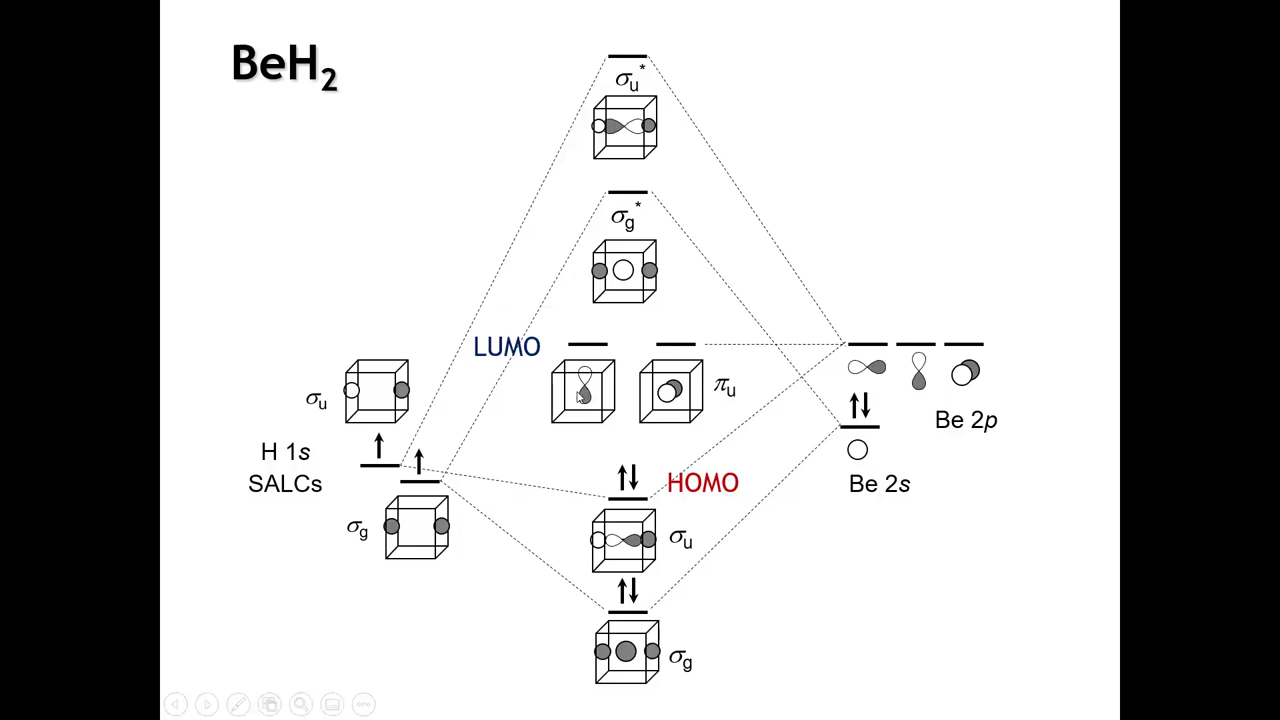 BeH₂
σu*
σg*
LUMO
πu
σu
H 1s
SALCs
σg
Be 2p
Be 2s
HOMO
σu
σg